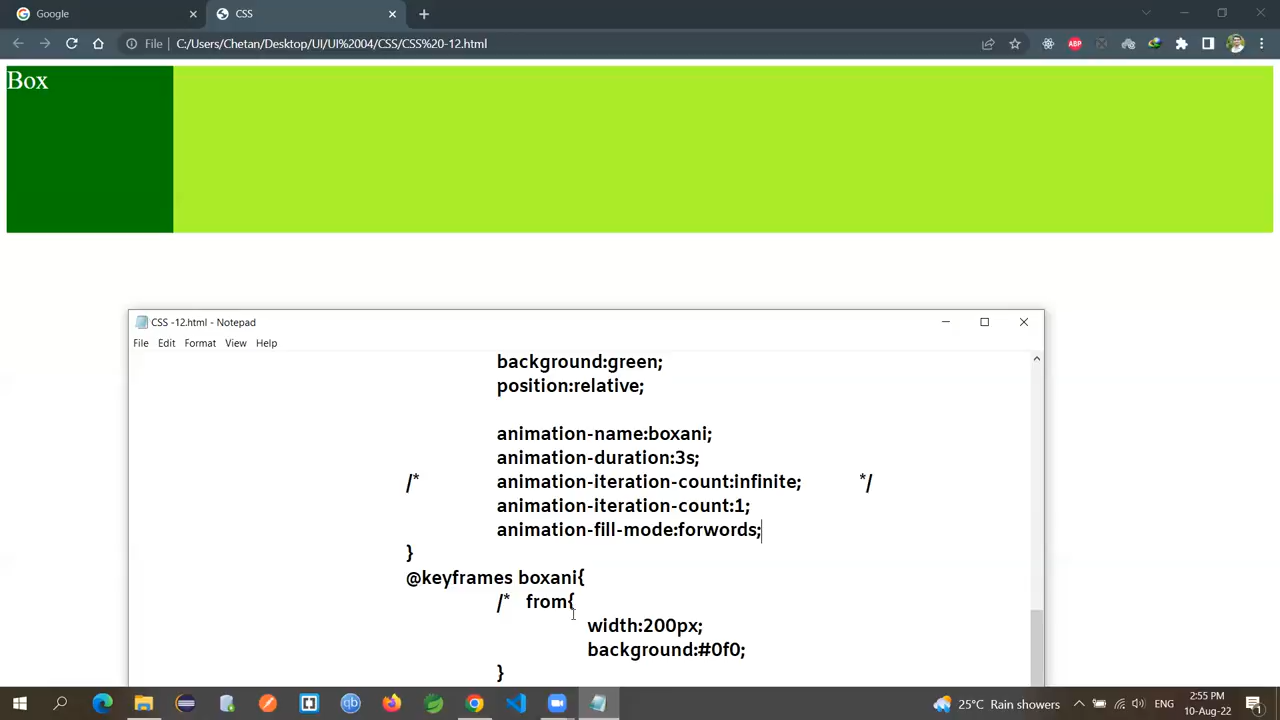 Google
CSS
File C:/Users/Chetan/Desktop/UI/UI%2004/CSS/CSS%20-12.html
ABP
Box
CSS -12.html - Notepad
File Edit Format View Help
background:green;
position:relative;
animation-name:boxani;
animation-duration:3s;
/* animation-iteration-count:infinite; */
animation-iteration-count:1;
animation-fill-mode:forwords;
}
@keyframes boxani{
/* from{
width:200px;
background:#0f0;
}
25°C Rain showers
ENG
2:55 PM
10-Aug-22
qb
1